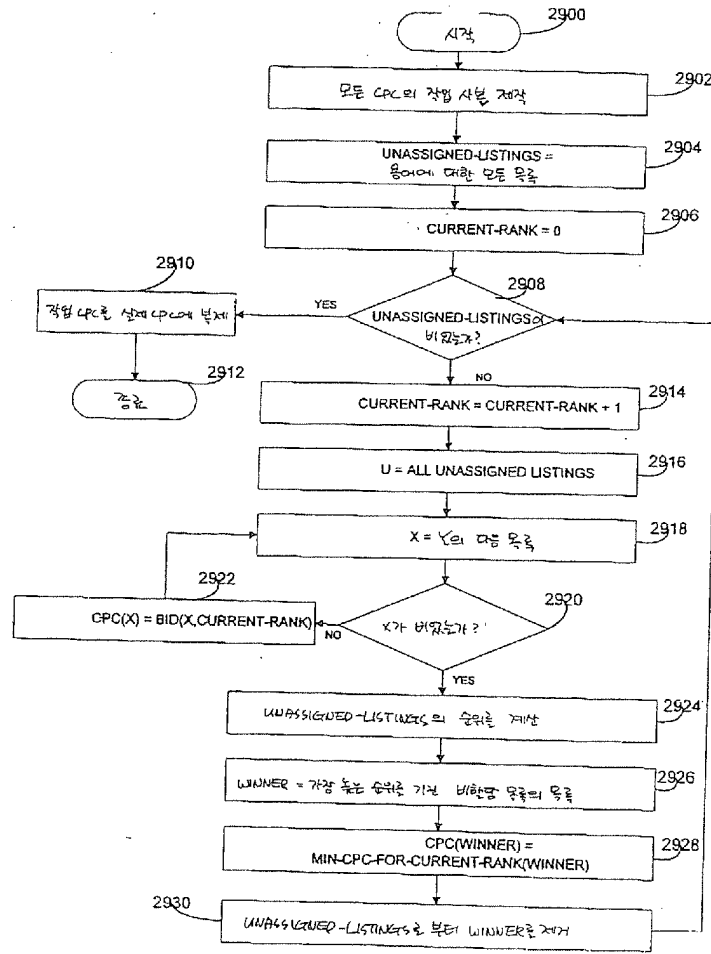 2900
시작
2902
모든 CPC의 작업 사본 제작
2904
UNASSIGNED-LISTINGS =
용어에 대한 모든 목록
2906
CURRENT-RANK = 0
2908
UNASSIGNED-LISTINGS이
비었는가?
YES
NO
2910
작업 CPC를 실제 CPC에 복제
2912
종료
2914
CURRENT-RANK = CURRENT-RANK + 1
2916
U = ALL UNASSIGNED LISTINGS
2918
X = Y의 다음 목록
2920
X가 비었는가?
NO
YES
2922
CPC(X) = BID(X,CURRENT-RANK)
2924
UNASSIGNED-LISTINGS의 순위를 계산
2926
WINNER = 가장 높은 순위를 가진 비할당 목록의 목록
2928
CPC(WINNER) =
MIN-CPC-FOR-CURRENT-RANK(WINNER)
2930
UNASSIGNED-LISTINGS로 부터 WINNER를 제거